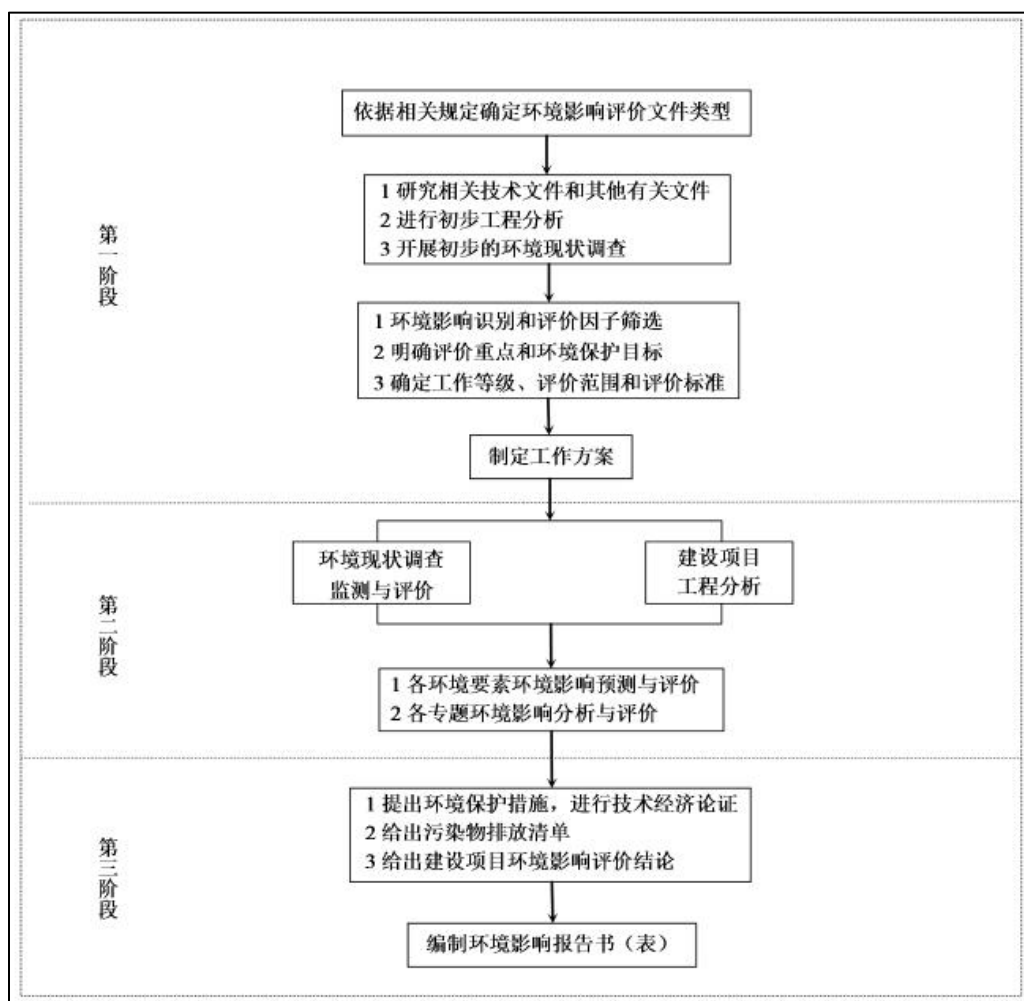 依据相关规定确定环境影响评价文件类型
1 研究相关技术文件和其他有关文件
2 进行初步工程分析
3 开展初步的环境现状调查
第一阶段
1 环境影响识别和评价因子筛选
2 明确评价重点和环境保护目标
3 确定工作等级、评价范围和评价标准
制定工作方案
环境现状调查
监测与评价
建设项目
工程分析
第二阶段
1 各环境要素环境影响预测与评价
2 各专题环境影响分析与评价
1 提出环境保护措施，进行技术经济论证
2 给出污染物排放清单
3 给出建设项目环境影响评价结论
第三阶段
编制环境影响报告书（表）